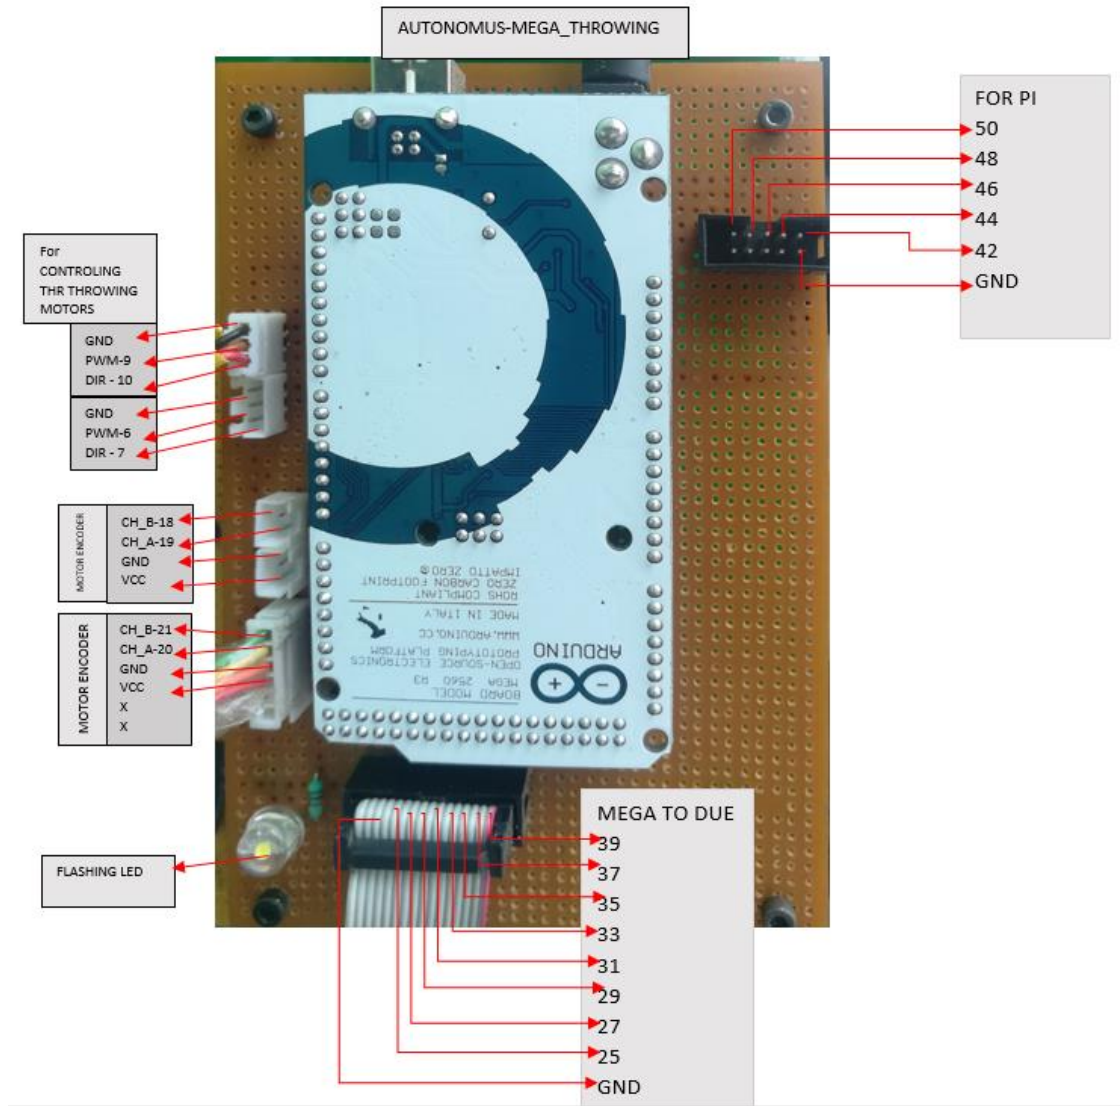 AUTONOMUS-MEGA_THROWING
FOR PI
50
48
46
44
42
GND
For
CONTROLING
THR THROWING
MOTORS
GND
PWM-9
DIR - 10
GND
PWM-6
DIR - 7
MOTOR ENCODER
CH_B-18
CH_A-19
GND
VCC
MOTOR ENCODER
CH_B-21
CH_A-20
GND
VCC
X
X
FLASHING LED
BOARD MODEL
MEGA 2560 R3
OPEN-SOURCE ELECTRONICS
PROTOTYPING PLATFORM
WWW.ARDUINO.CC
MADE IN ITALY
ROHS COMPLIANT
ZERO CARBON FOOTPRINT
IMPATTO ZERO®
ARDUINO
MEGA TO DUE
39
37
35
33
31
29
27
25
GND